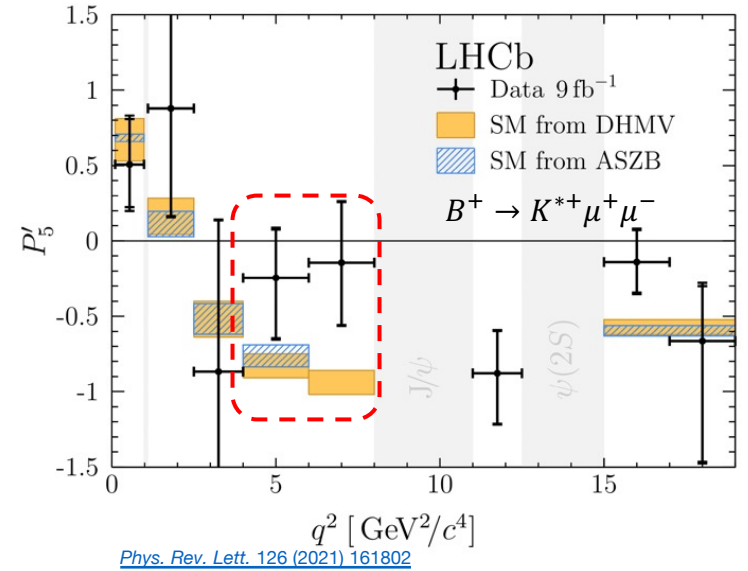 LHCb
Data 9 fb⁻¹
SM from DHMV
SM from ASZB
B⁺ → K*⁺μ⁺μ⁻
1.5
1
0.5
0
-0.5
-1
-1.5
P₅′
J/ψ
ψ(2S)
0 5 10 15
q² [ GeV²/c⁴]
Phys. Rev. Lett. 126 (2021) 161802